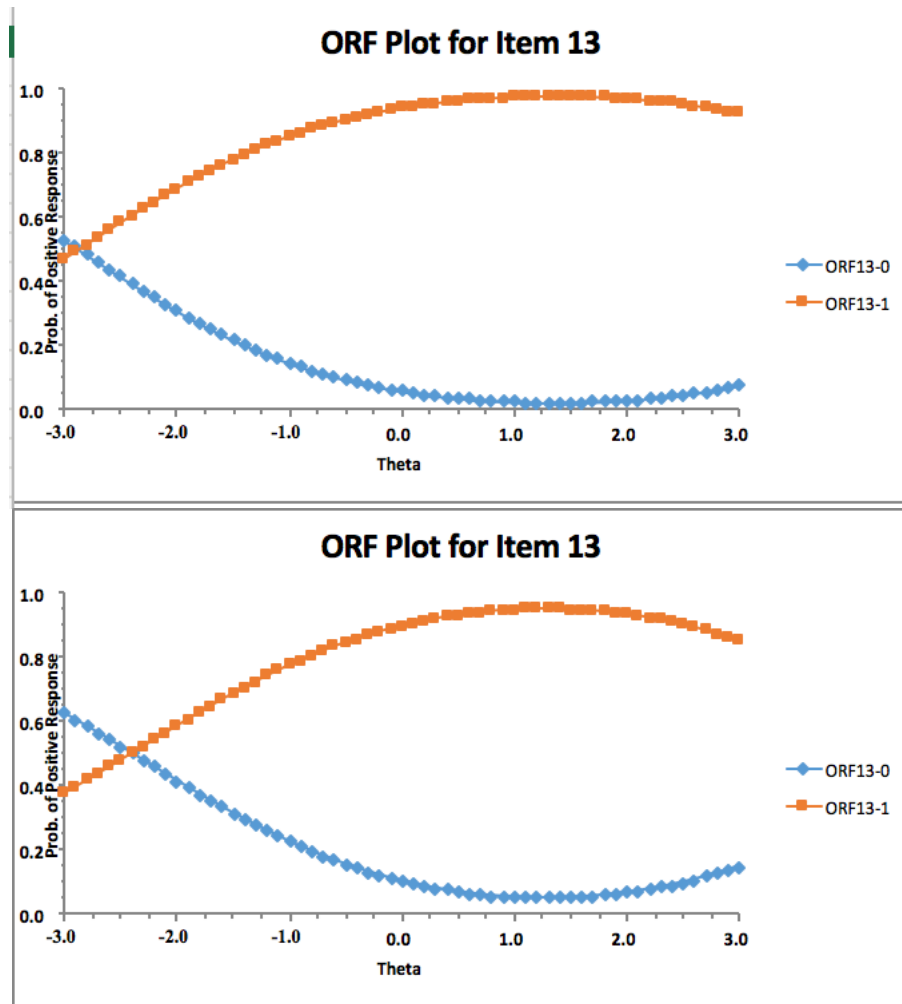 ORF Plot for Item 13
Prob. of Positive Response
1.0
0.8
0.6
0.4
0.2
0.0
-3.0 -2.0 -1.0 0.0 1.0 2.0 3.0
Theta
ORF13-0
ORF13-1
ORF Plot for Item 13
Prob. of Positive Response
1.0
0.8
0.6
0.4
0.2
0.0
-3.0 -2.0 -1.0 0.0 1.0 2.0 3.0
Theta
ORF13-0
ORF13-1